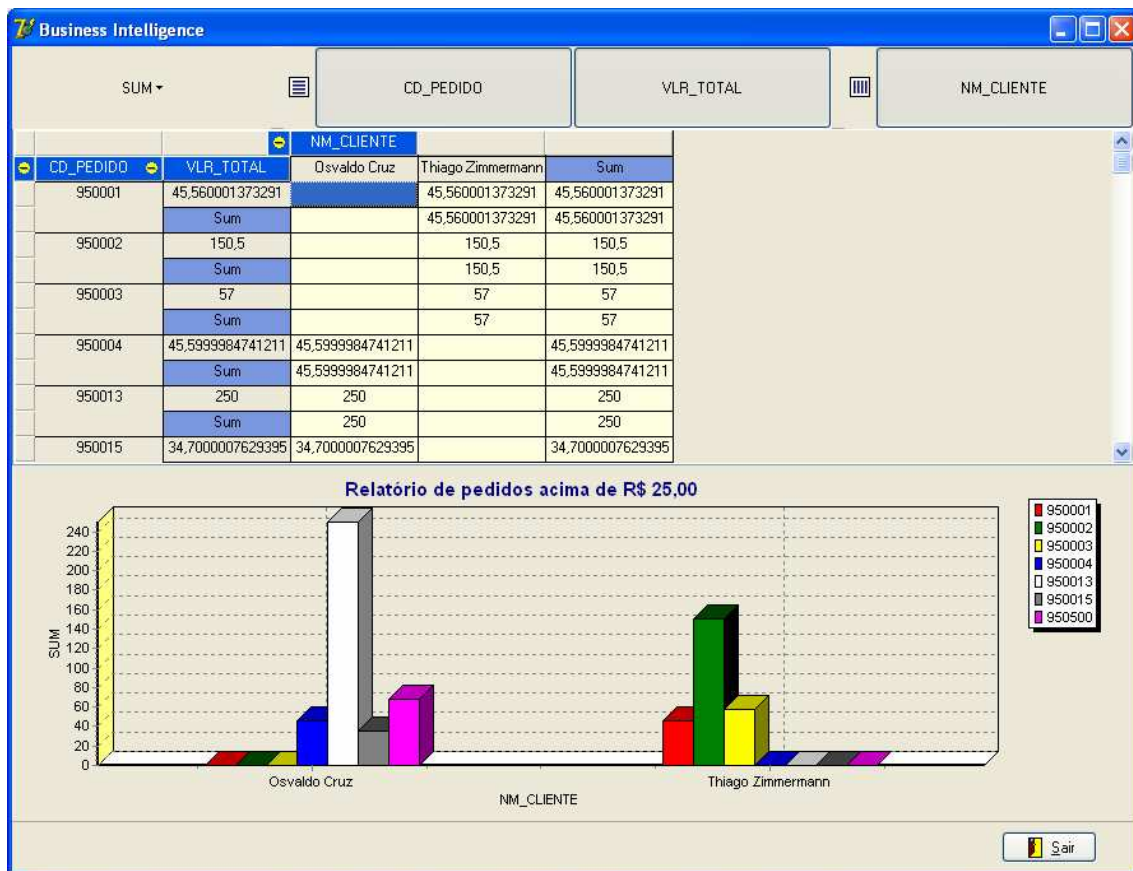 Business Intelligence
SUM CD_PEDIDO VLR_TOTAL NM_CLIENTE
NM_CLIENTE
CD_PEDIDO VLR_TOTAL Osvaldo Cruz Thiago Zimmermann Sum
950001 45,560001373291 45,560001373291 45,560001373291
Sum 45,560001373291 45,560001373291
950002 150,5 150,5 150,5
Sum 150,5 150,5
950003 57 57 57
Sum 57 57
950004 45,5999984741211 45,5999984741211 45,5999984741211
Sum 45,5999984741211 45,5999984741211
950013 250 250 250
Sum 250 250
950015 34,7000007629395 34,7000007629395 34,7000007629395
Relatório de pedidos acima de R$ 25,00
240
220
200
180
160
140
120
100
80
60
40
20
0
SUM
Osvaldo Cruz Thiago Zimmermann
NM_CLIENTE
950001
950002
950003
950004
950013
950015
950500
Sair